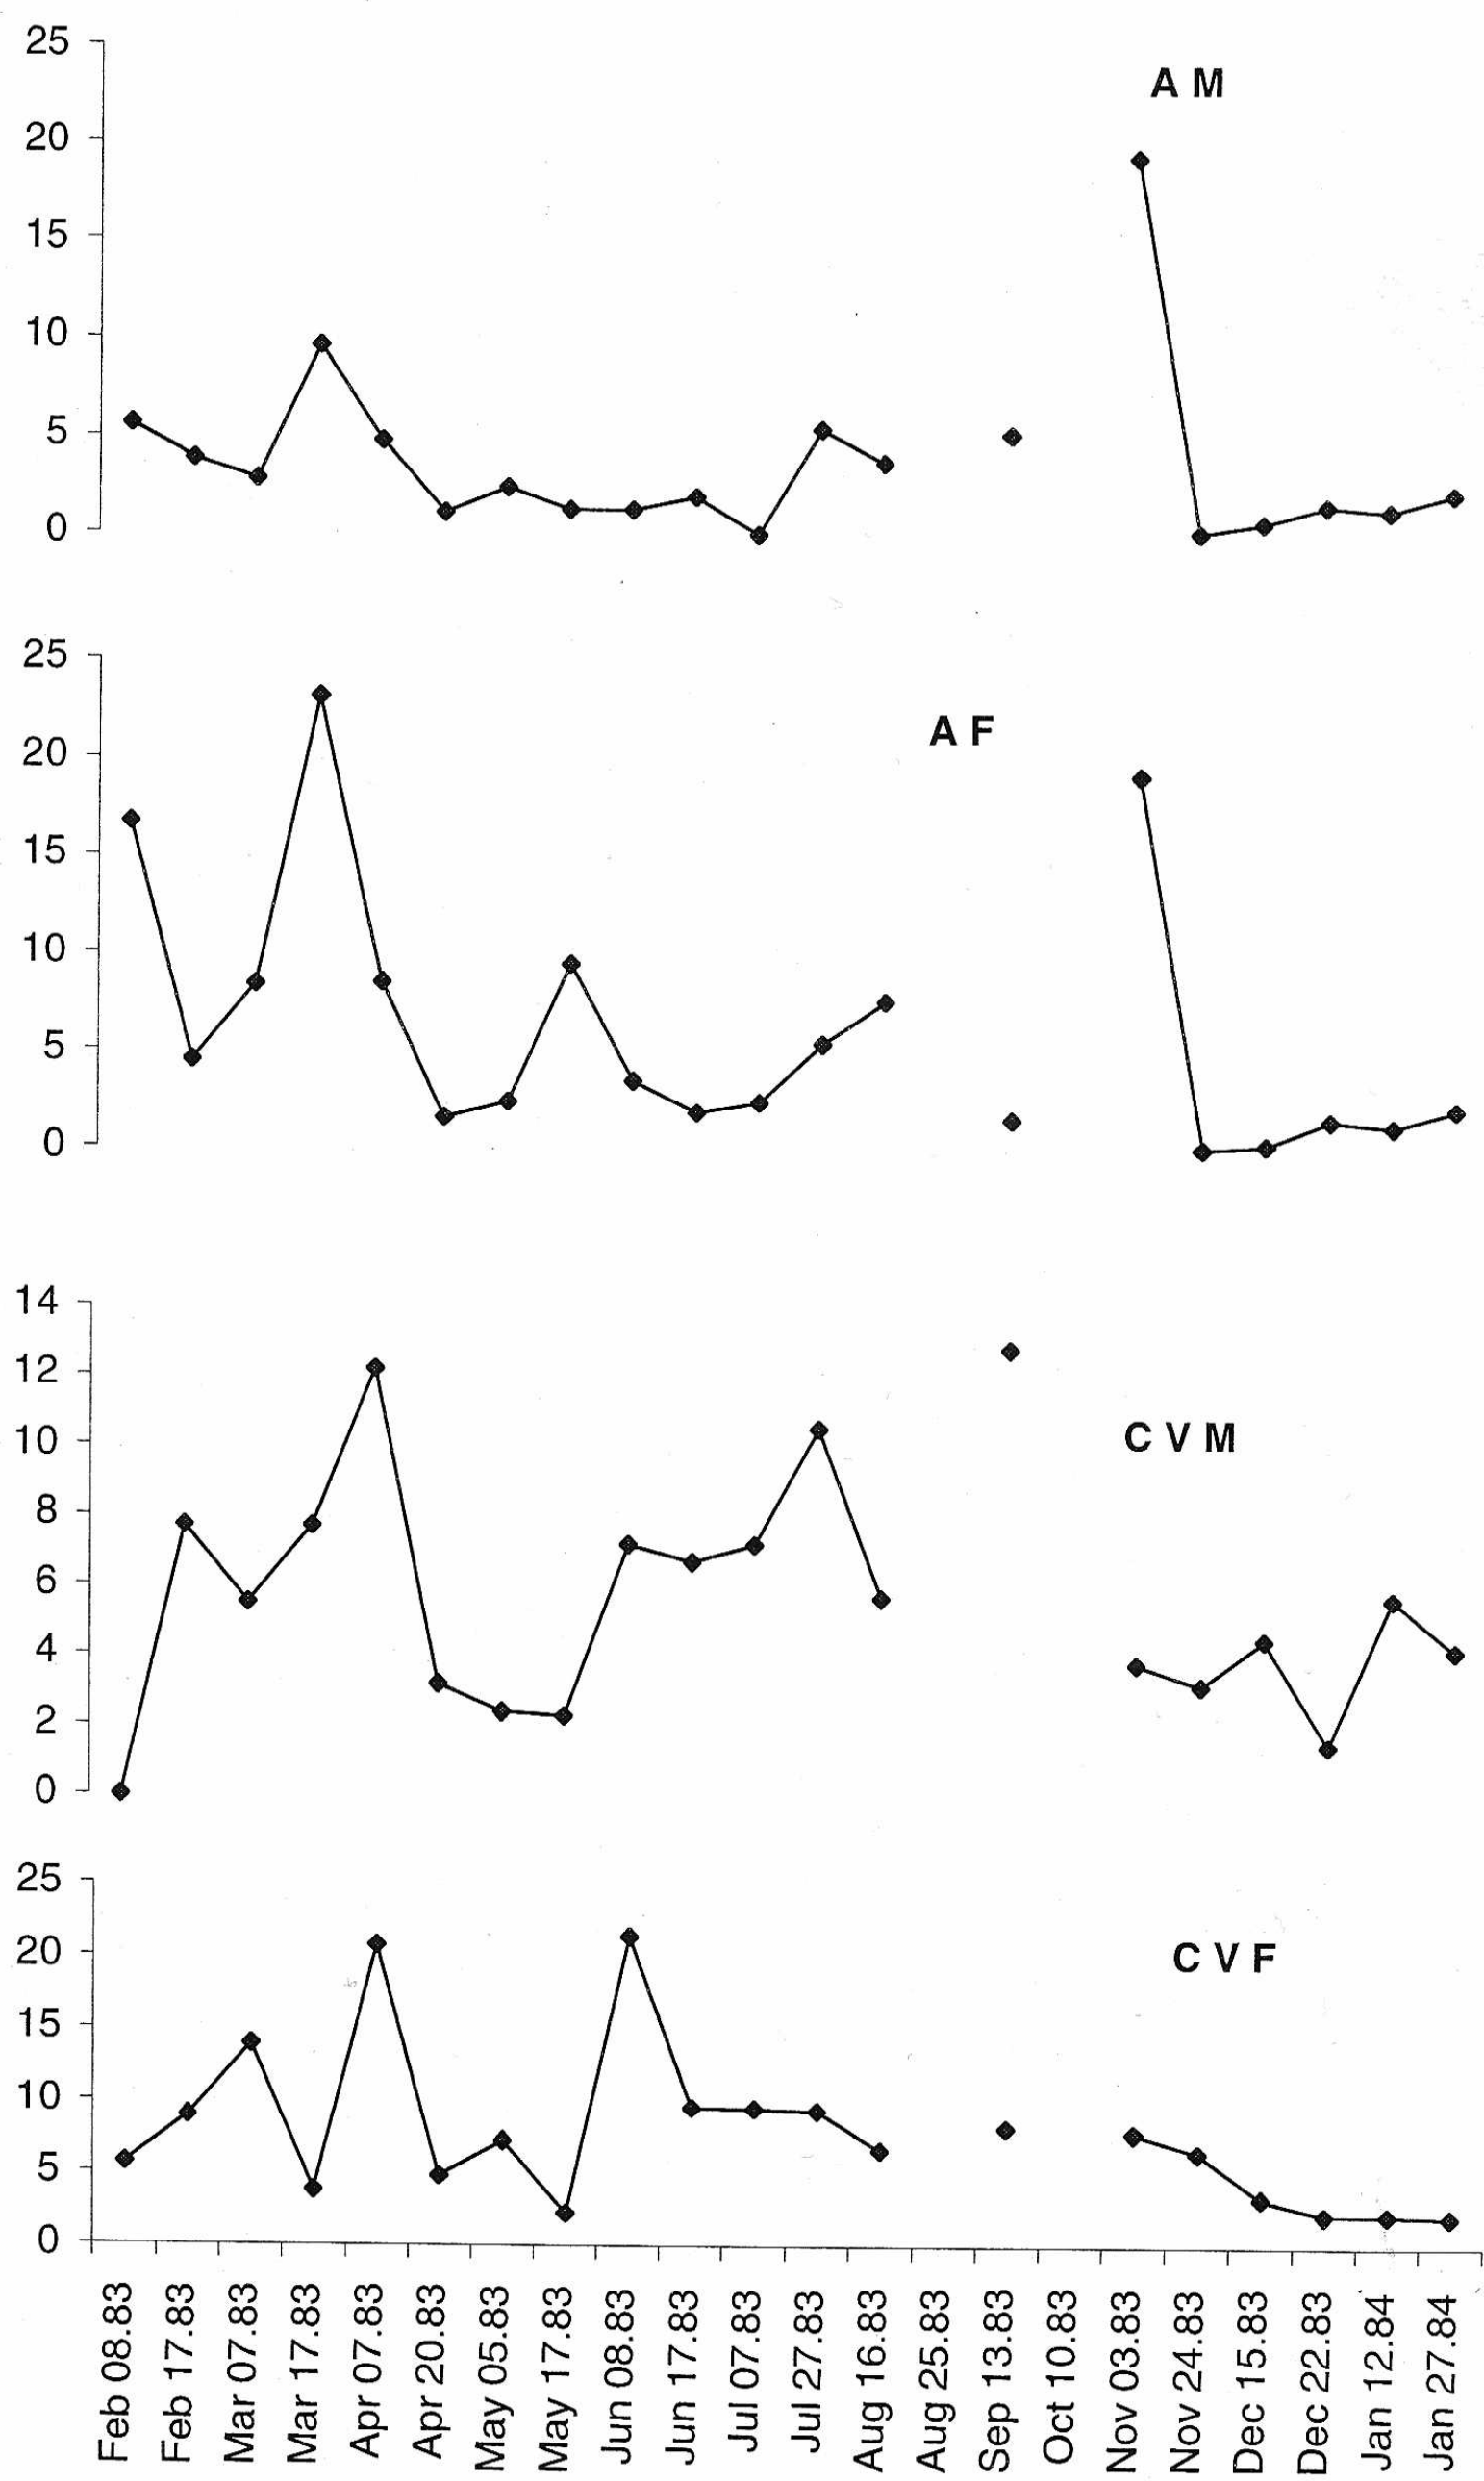 25
A M
20
15
10
5
0
25
A F
20
15
10
5
0
14
12
C V M
10
8
6
4
2
0
25
C V F
20
15
10
5
0
Feb 08.83
Feb 17.83
Mar 07.83
Mar 17.83
Apr 07.83
Apr 20.83
May 05.83
May 17.83
Jun 08.83
Jun 17.83
Jul 07.83
Jul 27.83
Aug 16.83
Aug 25.83
Sep 13.83
Oct 10.83
Nov 03.83
Nov 24.83
Dec 15.83
Dec 22.83
Jan 12.84
Jan 27.84